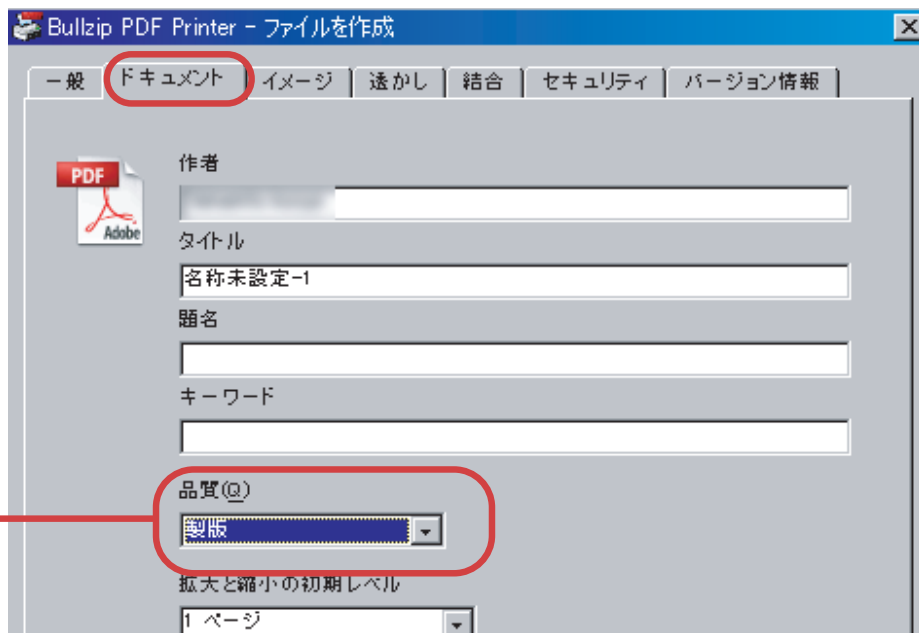 Bullzip PDF Printer - ファイルを作成
一般 ドキュメント イメージ 透かし 結合 セキュリティ バージョン情報
作者
PDF
Adobe
タイトル
名称未設定-1
題名
キーワード
品質(Q)
製版
拡大と縮小の初期レベル
1 ページ